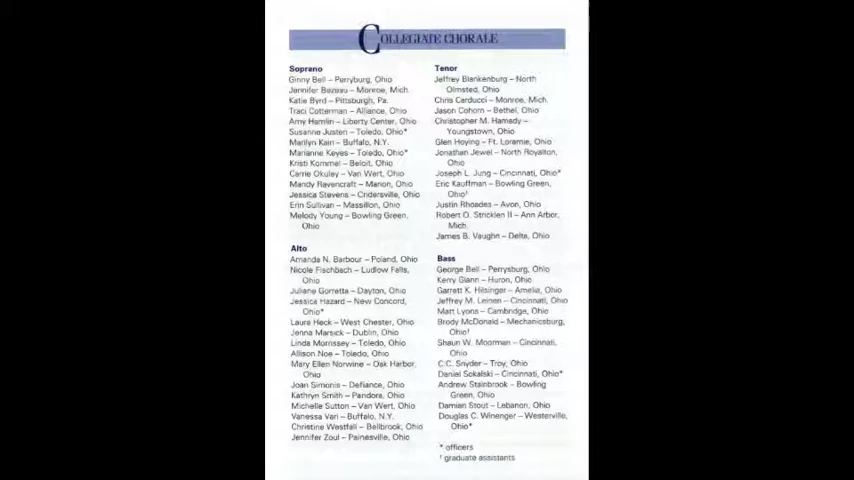 COLLEGIATE CHORALE
Soprano
Ginny Bell – Perryburg, Ohio
Jennifer Bezeau – Monroe, Mich.
Katie Byrd – Pittsburgh, Pa.
Traci Cotterman – Alliance, Ohio
Amy Hamlin – Liberty Center, Ohio
Susanne Justen – Toledo, Ohio*
Marilyn Kain – Buffalo, N.Y.
Marianne Keyes – Toledo, Ohio*
Kristi Kommel – Beloit, Ohio
Carrie Okuley – Van Wert, Ohio
Mandy Ravencraft – Marion, Ohio
Jessica Stevens – Cridersville, Ohio
Erin Sullivan – Massillon, Ohio
Melody Young – Bowling Green,
Ohio
Alto
Amanda N. Barbour – Poland, Ohio
Nicole Fischbach – Ludlow Falls,
Ohio
Juliane Gorretta – Dayton, Ohio
Jessica Hazard – New Concord,
Ohio*
Laura Heck – West Chester, Ohio
Jenna Marsick – Dublin, Ohio
Linda Morrissey – Toledo, Ohio
Allison Noe – Toledo, Ohio
Mary Ellen Norwine – Oak Harbor,
Ohio
Joan Simonis – Defiance, Ohio
Kathryn Smith – Pandora, Ohio
Michelle Sutton – Van Wert, Ohio
Vanessa Vari – Buffalo, N.Y.
Christine Westfall – Bellbrook, Ohio
Jennifer Zoul – Painesville, Ohio
Tenor
Jeffrey Blankenburg – North
Olmsted, Ohio
Chris Carducci – Monroe, Mich.
Jason Cohorn – Bethel, Ohio
Christopher M. Hamady –
Youngstown, Ohio
Glen Hoying – Ft. Loramie, Ohio
Jonathan Jewel – North Royalton,
Ohio
Joseph L. Jung – Cincinnati, Ohio*
Eric Kauffman – Bowling Green,
Ohio†
Justin Rhoades – Avon, Ohio
Robert O. Stricklen II – Ann Arbor,
Mich.
James B. Vaughn – Delta, Ohio
Bass
George Bell – Perrysburg, Ohio
Kerry Glann – Huron, Ohio
Garrett K. Hilsinger – Amelia, Ohio
Jeffrey M. Leinen – Cincinnati, Ohio
Matt Lyons – Cambridge, Ohio
Brody McDonald – Mechanicsburg,
Ohio†
Shaun W. Moorman – Cincinnati,
Ohio
C.C. Snyder – Troy, Ohio
Daniel Sokalski – Cincinnati, Ohio*
Andrew Stainbrook – Bowling
Green, Ohio
Damian Stout – Lebanon, Ohio
Douglas C. Winenger – Westerville,
Ohio*
* officers
† graduate assistants